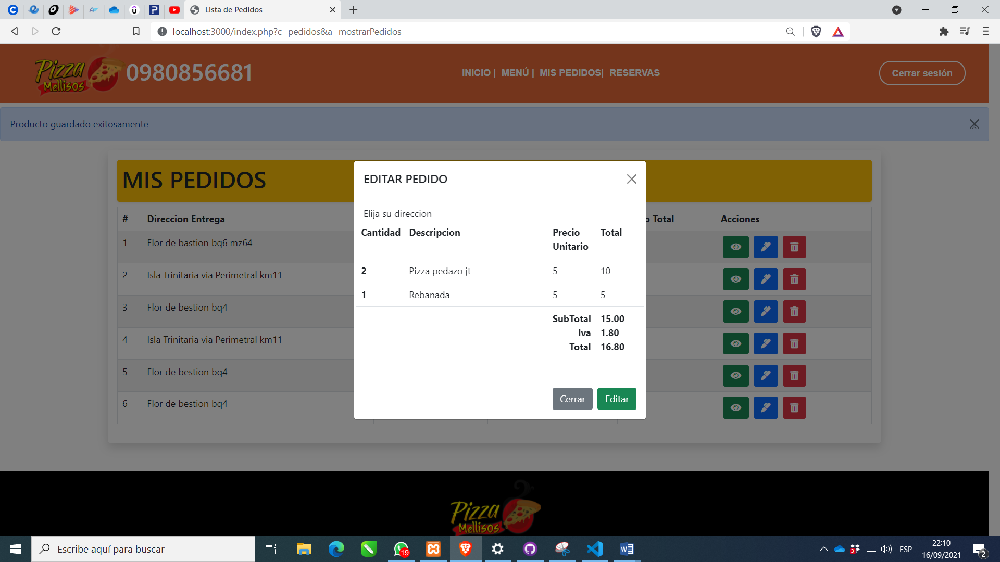 Lista de Pedidos
localhost:3000/index.php?c=pedidos&a=mostrarPedidos
Pizza
Mellisos
0980856681
INICIO | MENÚ | MIS PEDIDOS| RESERVAS
Cerrar sesión
Producto guardado exitosamente
MIS PEDIDOS
# Direccion Entrega o Total Acciones
1 Flor de bastion bq6 mz64
2 Isla Trinitaria via Perimetral km11
3 Flor de bestion bq4
4 Isla Trinitaria via Perimetral km11
5 Flor de bestion bq4
6 Flor de bestion bq4
EDITAR PEDIDO
Elija su direccion
Cantidad Descripcion Precio Total
Unitario
2 Pizza pedazo jt 5 10
1 Rebanada 5 5
SubTotal 15.00
Iva 1.80
Total 16.80
Cerrar Editar
Pizza
Mellisos
Escribe aquí para buscar
19
3
ESP
22:10
16/09/2021
2